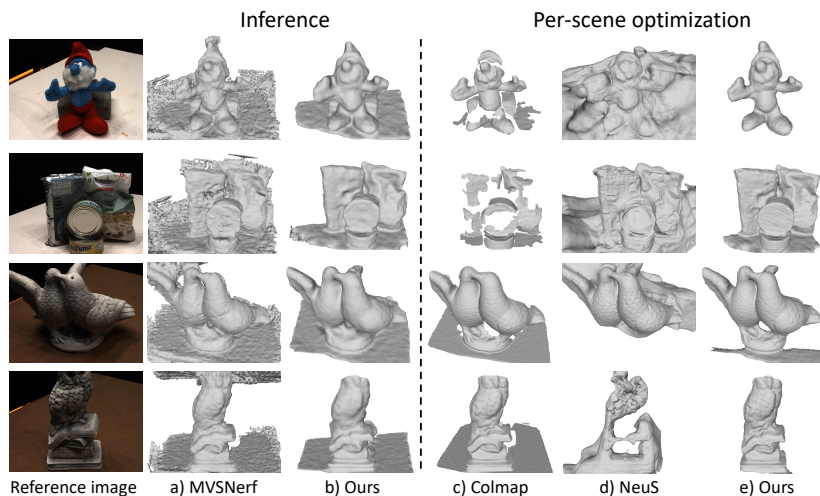 Inference
Per-scene optimization
Tuna
Reference image
a) MVSNerf
b) Ours
c) Colmap
d) NeuS
e) Ours